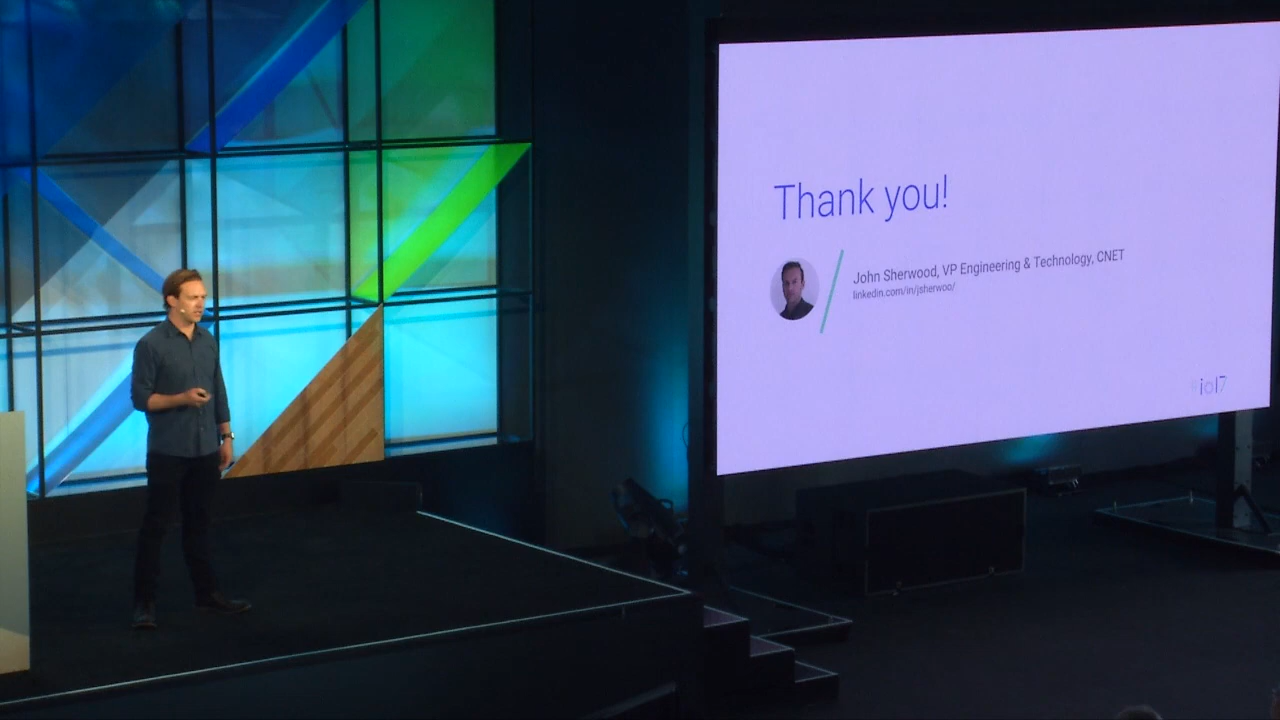 Thank you!
John Sherwood, VP Engineering & Technology, CNET
linkedin.com/in/jsherwoo/
io17